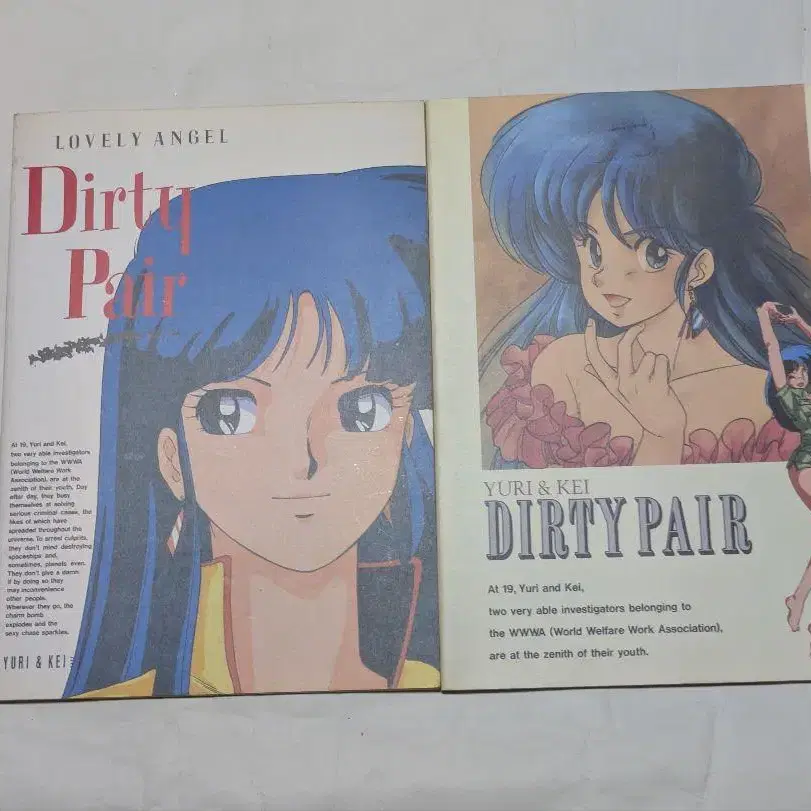 LOVELY ANGEL
Dirty
Pair
At 19, Yuri and Kei,
two very able investigators
belonging to the WWWA
(World Welfare Work
Association), are at the
zenith of their youth. Day
after day, they busy
themselves at solving
serious criminal cases, the
likes of which have
spreaded throughout the
universe. To arrest culprits,
they don't mind destroying
spaceships and,
sometimes, planets even.
They don't give a damn
if by doing so they
may inconvenience
other people.
Wherever they go, the
charm bomb
explodes and the
sexy chase sparkles.
YURI & KEI
YURI & KEI
DIRTY PAIR
At 19, Yuri and Kei,
two very able investigators belonging to
the WWWA (World Welfare Work Association),
are at the zenith of their youth.